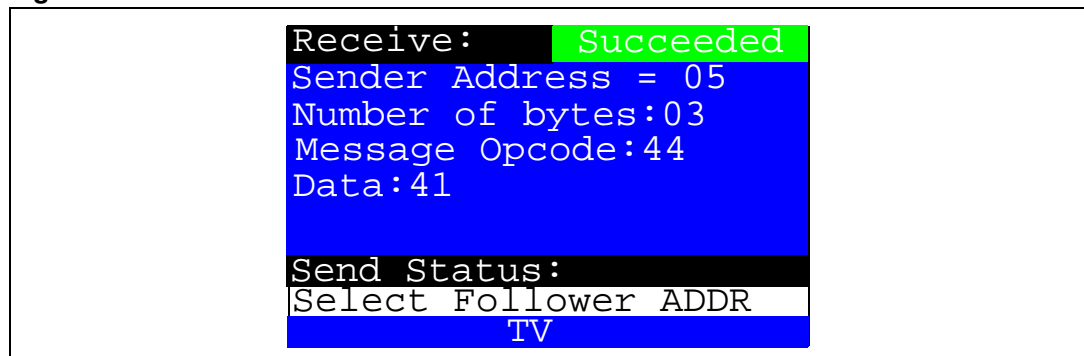 Receive: Succeeded
Sender Address = 05
Number of bytes:03
Message Opcode:44
Data:41
Send Status:
Select Follower ADDR
TV